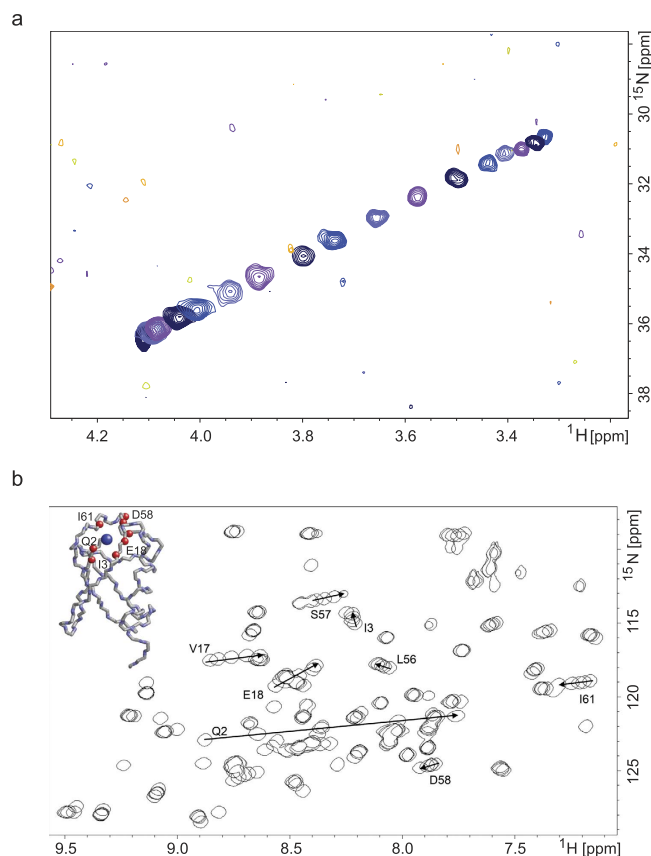 a
15N [ppm]
30
32
34
36
38
4.2
4.0
3.8
3.6
3.4
1H [ppm]
b
I61
D58
Q2
E18
I3
S57
I3
V17
L56
E18
I61
Q2
D58
15N [ppm]
115
120
125
9.5
9.0
8.5
8.0
7.5
1H [ppm]